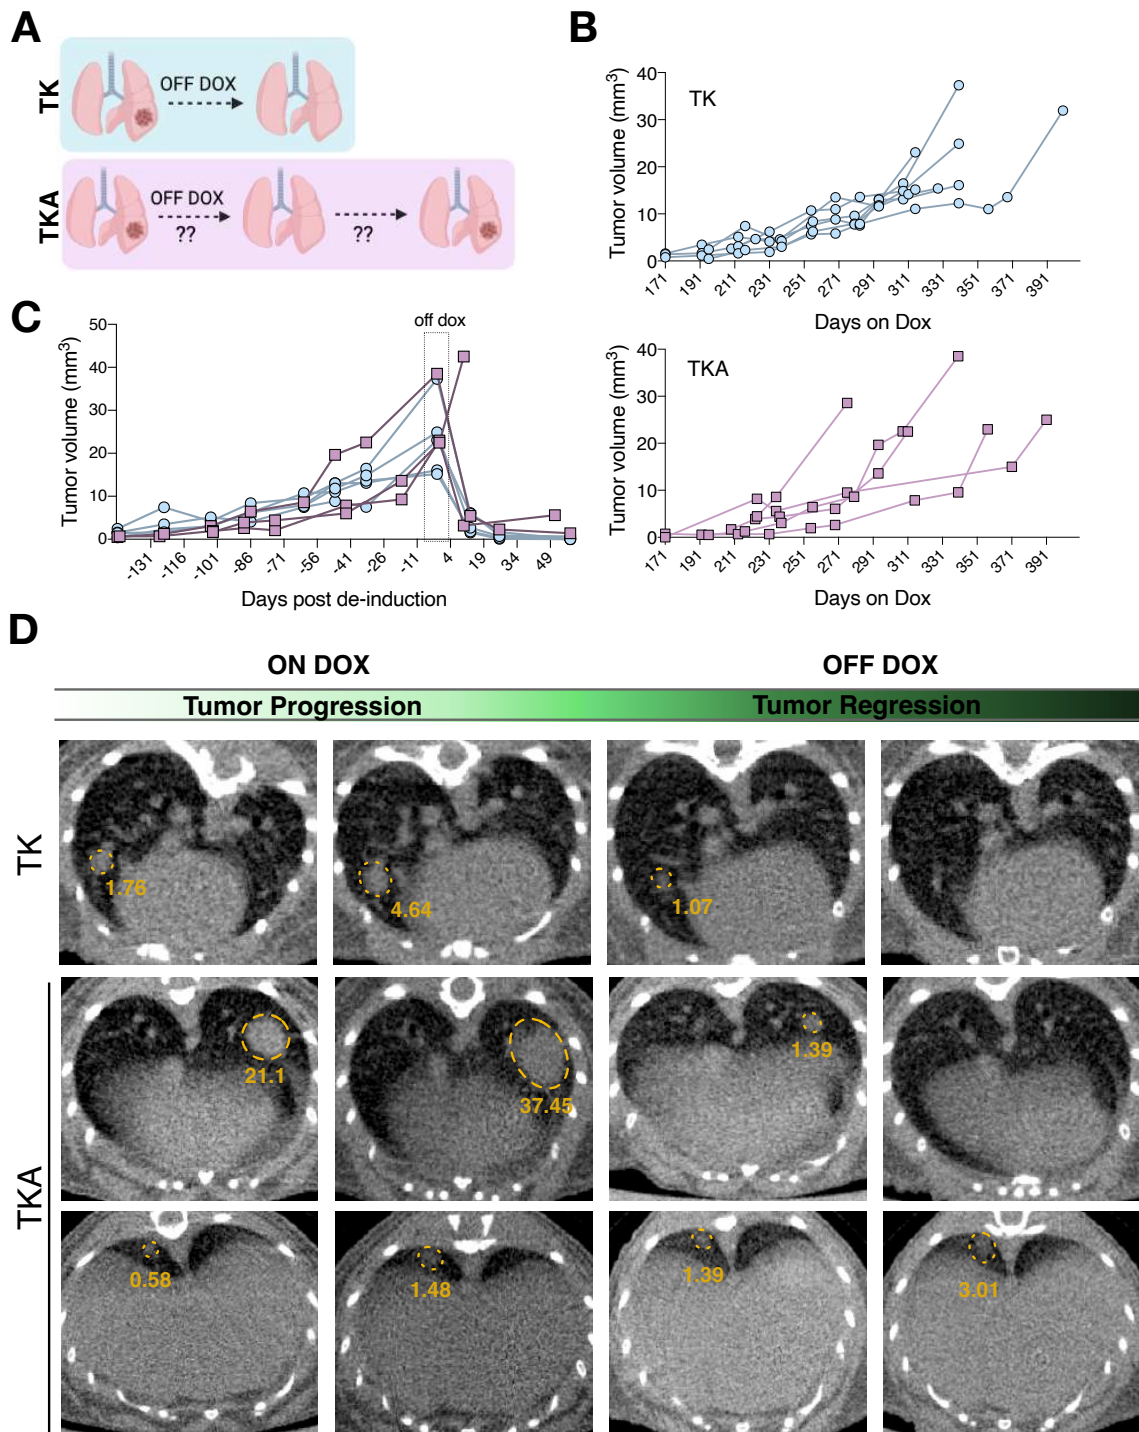 A
TK
OFF DOX
TKA
OFF DOX
??
??
B
Tumor volume (mm3)
40
30
20
10
0
TK
171
191
211
231
251
271
291
311
331
351
371
391
Days on Dox
Tumor volume (mm3)
40
30
20
10
0
TKA
171
191
211
231
251
271
291
311
331
351
371
391
Days on Dox
C
off dox
Tumor volume (mm3)
50
40
30
20
10
0
-131
-116
-101
-86
-71
-56
-41
-26
-11
4
19
34
49
Days post de-induction
D
ON DOX
OFF DOX
Tumor Progression
Tumor Regression
TK
1.76
4.64
1.07
TKA
21.1
37.45
1.39
0.58
1.48
1.39
3.01